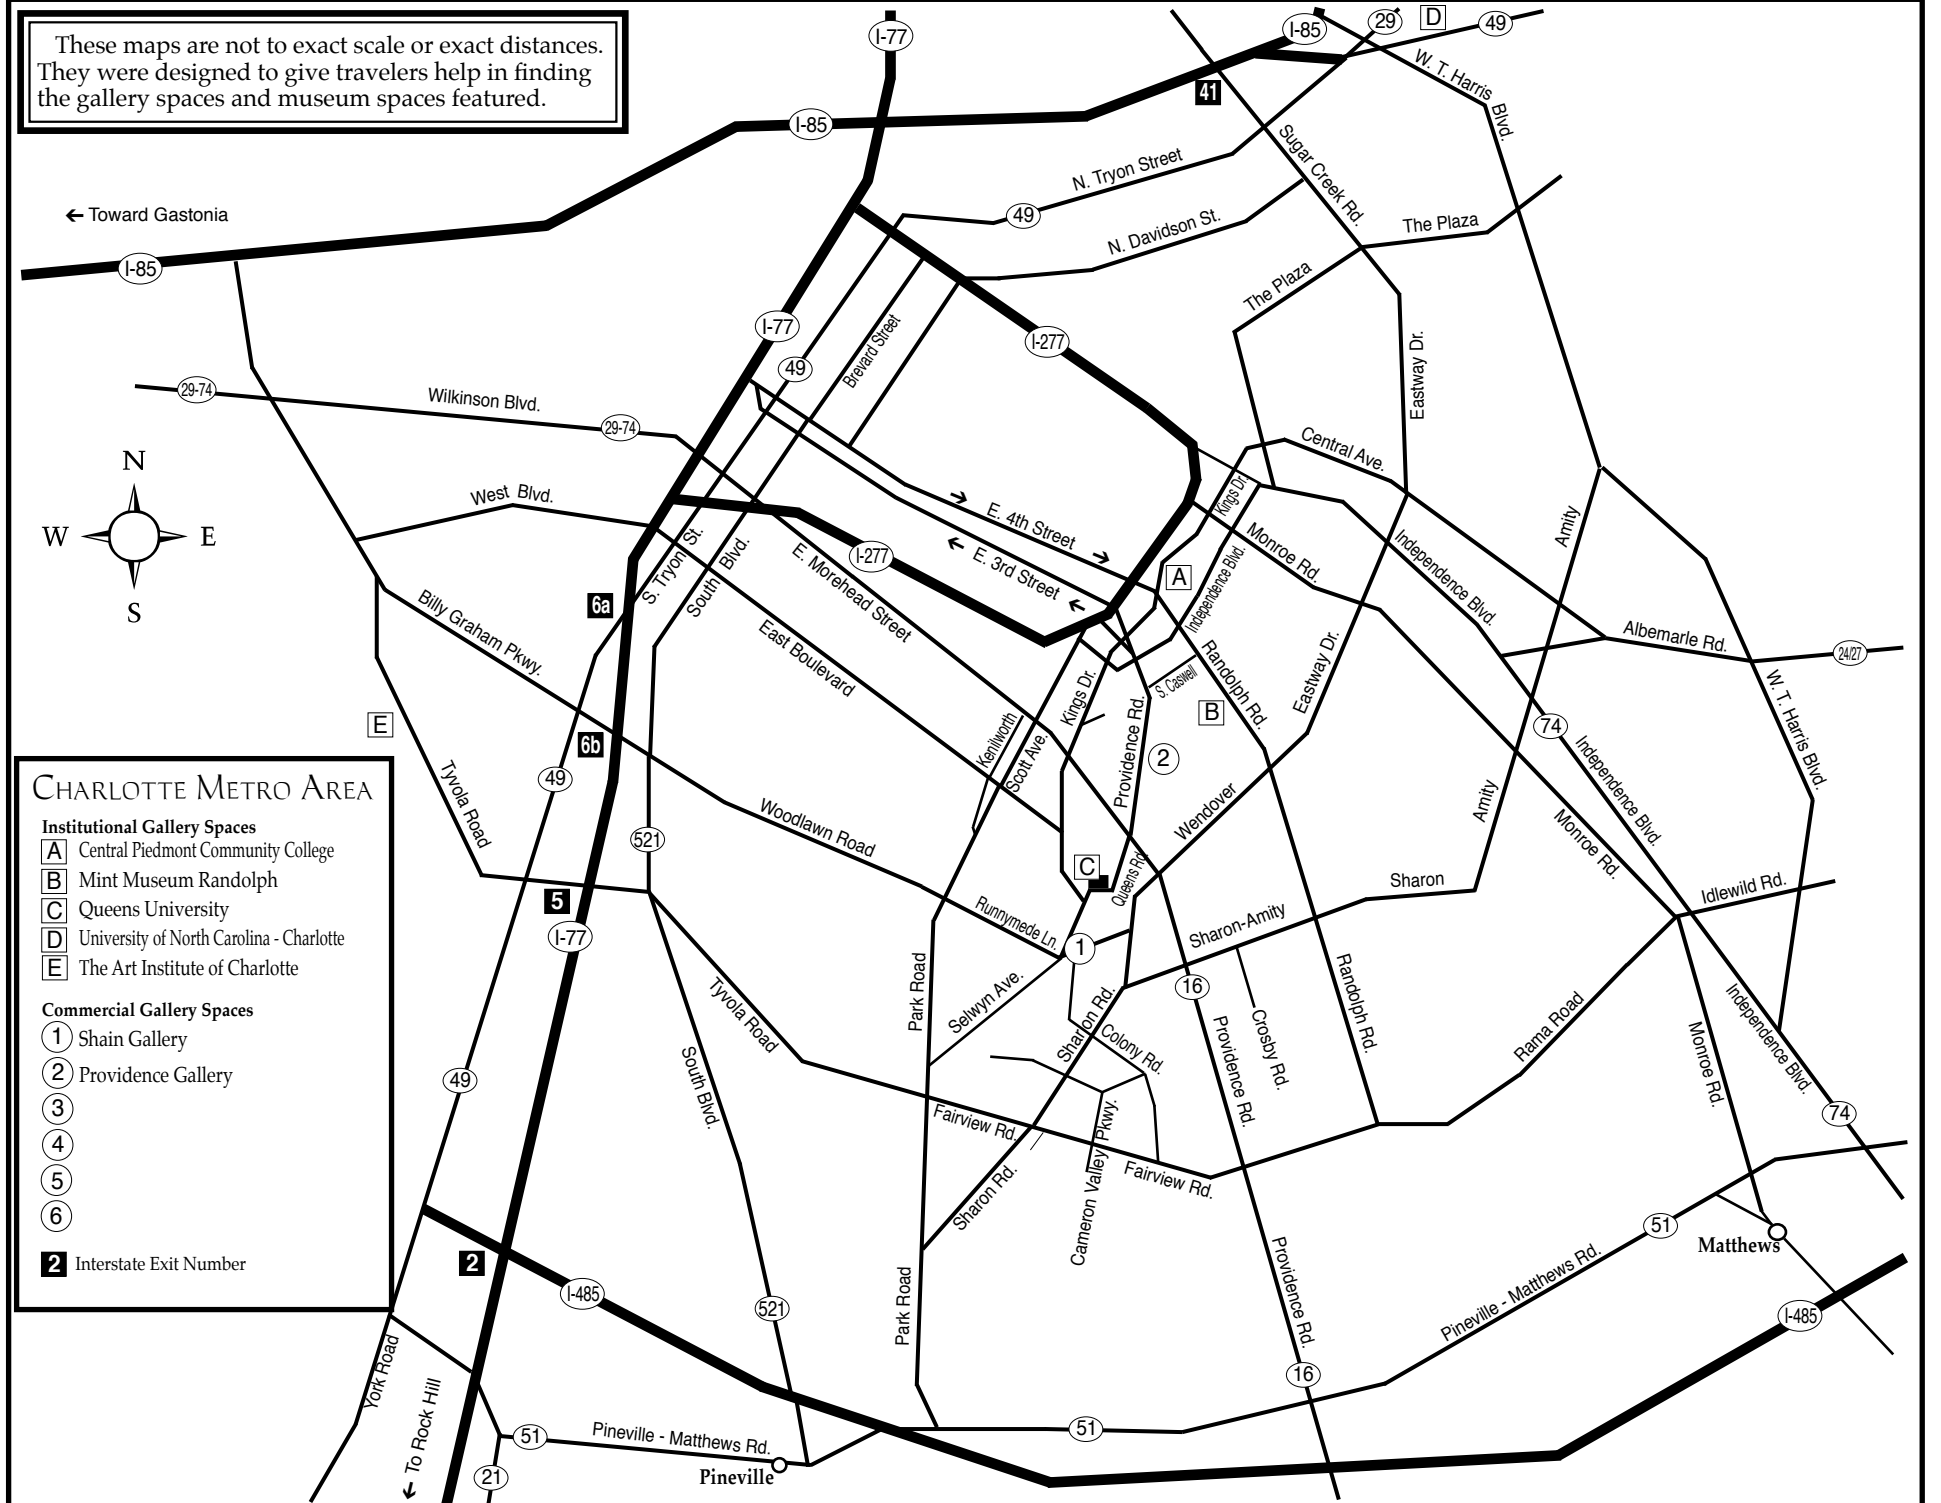 These maps are not to exact scale or exact distances.
They were designed to give travelers help in finding
the gallery spaces and museum spaces featured.
I-77
I-85
29
D
49
W. T. Harris
Blvd.
41
I-85
Sugar Creek Rd.
N. Tryon Street
49
← Toward Gastonia
I-85
N. Davidson St.
The Plaza
The Plaza
I-77
49
Brevard Street
I-277
Eastway Dr.
29-74
Wilkinson Blvd.
29-74
N
W
E
S
West Blvd.
Central Ave.
Kings Dr.
E. 4th Street
E. 3rd Street
Monroe Rd.
Independence Blvd.
Amity
S. Tryon St.
South Blvd.
I-277
E. Morehead Street
A
Independence Blvd.
6a
Billy Graham Pkwy.
East Boulevard
Albemarle Rd.
24/27
Randolph Rd.
S. Caswell
Eastway Dr.
W. T. Harris Blvd.
Kings Dr.
B
E
6b
Kenilworth
Scott Ave.
Providence Rd.
2
74
Independence Blvd.
49
Tyvola Road
521
Woodlawn Road
Wendover
Amity
Monroe Rd.
C
Queens Rd.
Sharon
Idlewild Rd.
5
I-77
Runnymede Ln.
1
Sharon-Amity
Park Road
Selwyn Ave.
Tyvola Road
16
Randolph Rd.
Crosby Rd.
Sharon Rd.
Colony Rd.
Providence Rd.
Rama Road
Independence Blvd.
Monroe Rd.
49
South Blvd.
Fairview Rd.
Cameron Valley Pkwy.
Fairview Rd.
74
Sharon Rd.
51
Matthews
2
I-485
Providence Rd.
Pineville - Matthews Rd.
521
Park Road
I-485
York Road
16
← To Rock Hill
51
Pineville - Matthews Rd.
51
Pineville
21
CHARLOTTE METRO AREA
Institutional Gallery Spaces
A Central Piedmont Community College
B Mint Museum Randolph
C Queens University
D University of North Carolina - Charlotte
E The Art Institute of Charlotte
Commercial Gallery Spaces
1 Shain Gallery
2 Providence Gallery
3
4
5
6
2 Interstate Exit Number